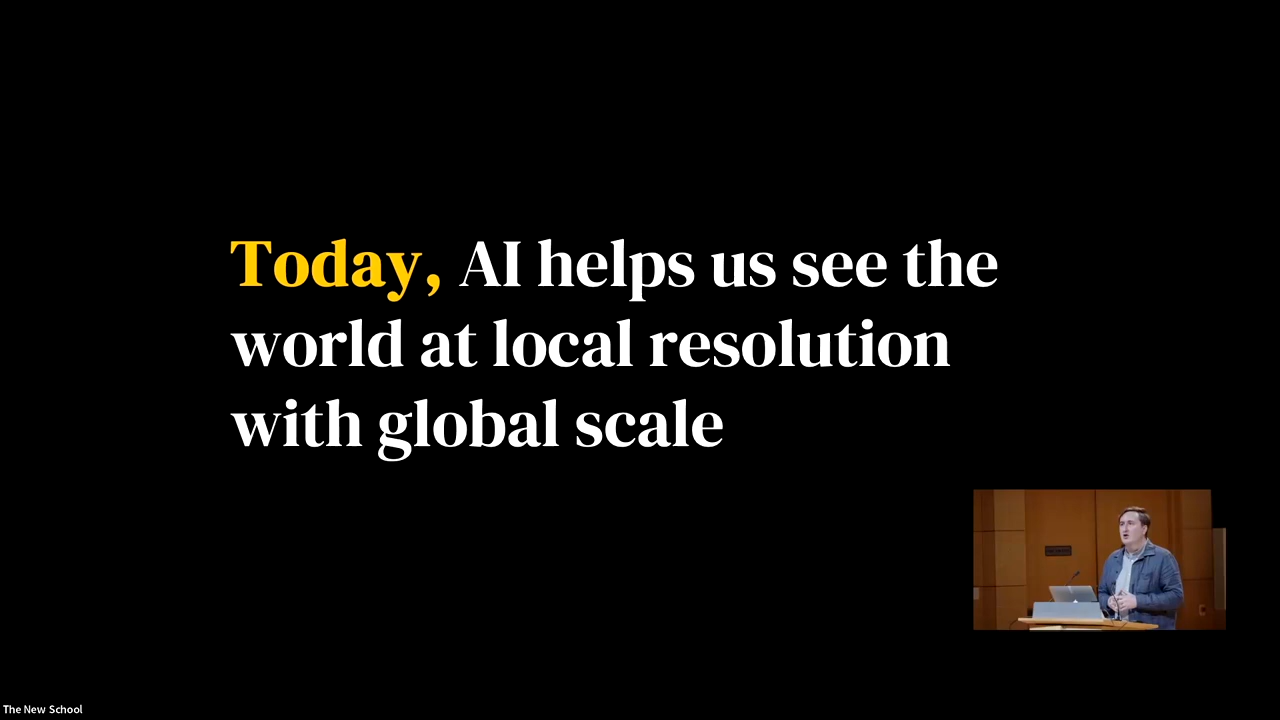 Today, AI helps us see the
world at local resolution
with global scale
The New School